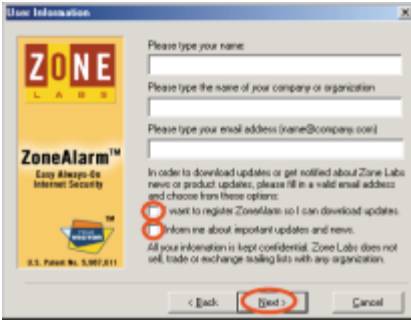 User Information
ZONE
LABS
ZoneAlarm™
Easy Always-On
Internet Security
U.S. Patent No. 5,987,611
Please type your name:
Please type the name of your company or organization
Please type your email address (name@company.com)
In order to download updates or get notified about Zone Labs
news or product updates, please fill in a valid email address
and choose from these options:
I want to register ZoneAlarm so I can download updates.
Inform me about important updates and news.
All your information is kept confidential. Zone Labs does not
sell, trade or exchange mailing lists with any organization.
< Back
Next >
Cancel